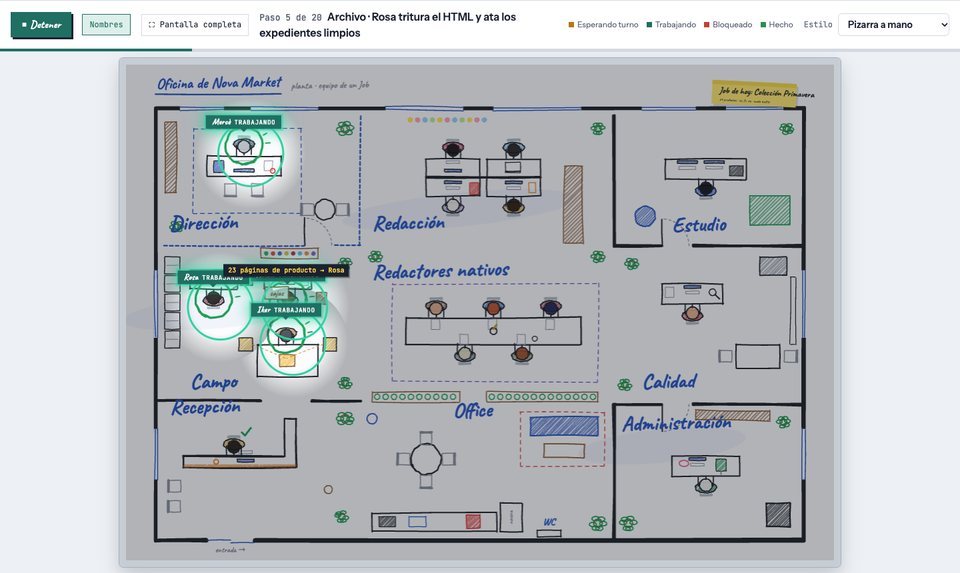 Detener
Nombres
Pantalla completa
Paso 5 de 20 Archivo · Rosa tritura el HTML y ata los
expedientes limpios
Esperando turno
Trabajando
Bloqueado
Hecho
Estilo
Pizarra a mano
Oficina de Nova Market
planta · equipo de un Job
Job de hoy: Colección Primavera
Mercè TRABAJANDO
Dirección
Redacción
Estudio
Redactores nativos
23 páginas de producto → Rosa
Rosa TRABAJANDO
Iker TRABAJANDO
Campo
Calidad
Recepción
Office
Administración
WC
entrada →